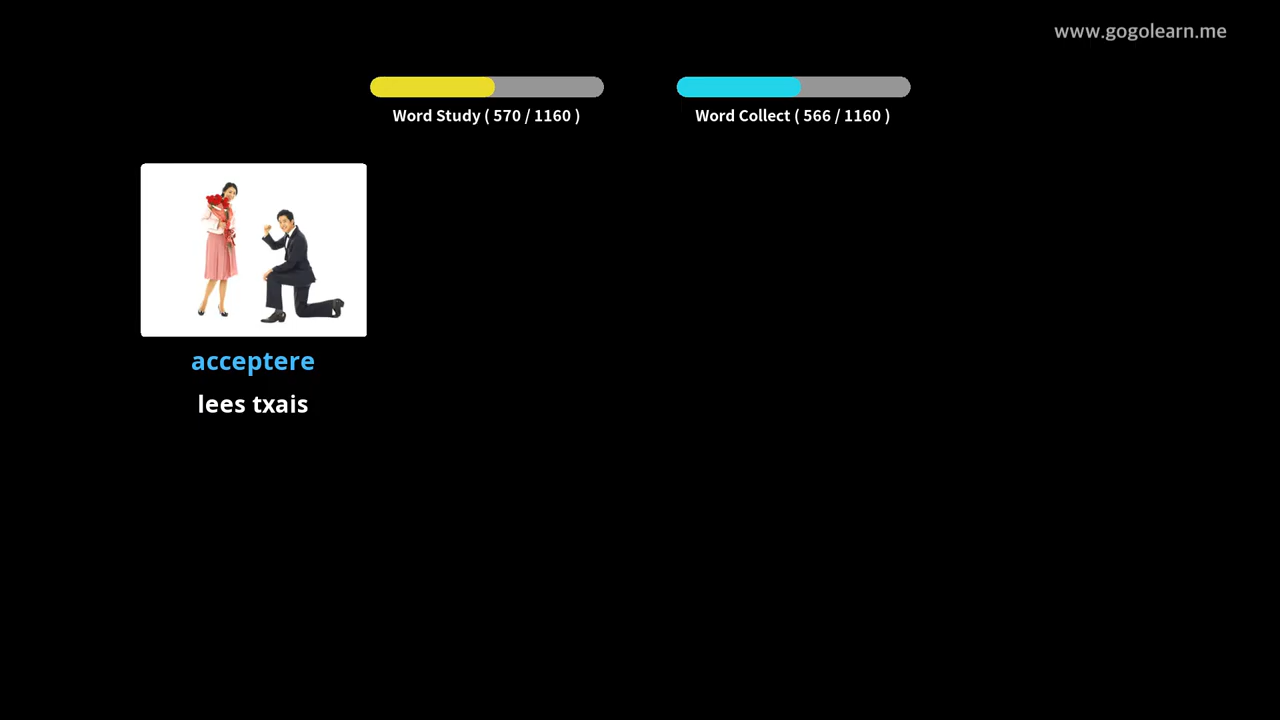 www.gogolearn.me
Word Study ( 570 / 1160 )
Word Collect ( 566 / 1160 )
acceptere
lees txais